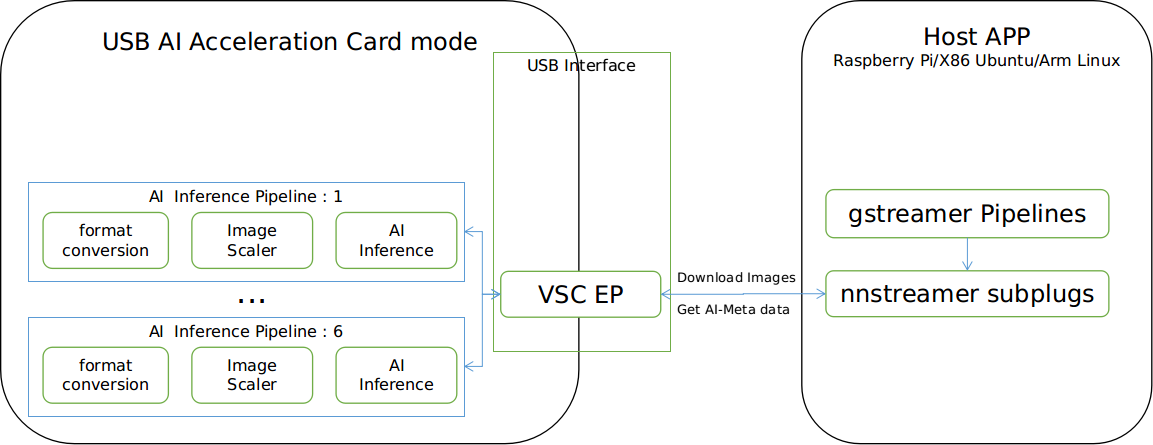 USB AI Acceleration Card mode
USB Interface
AI Inference Pipeline : 1
format
conversion
Image
Scaler
AI
Inference
...
AI Inference Pipeline : 6
format
conversion
Image
Scaler
AI
Inference
VSC EP
Download Images
Get AI-Meta data
Host APP
Raspberry Pi/X86 Ubuntu/Arm Linux
gstreamer Pipelines
nnstreamer subplugs